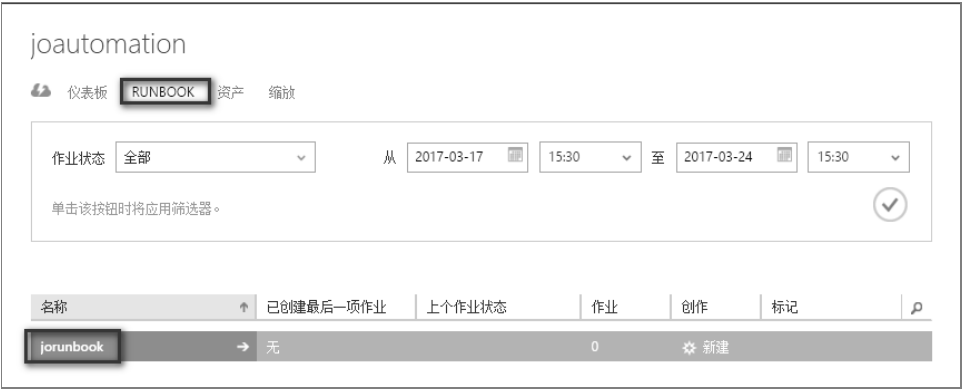 joautomation
仪表板 RUNBOOK 资产 缩放
作业状态 全部 从 2017-03-17 15:30 至 2017-03-24 15:30
单击该按钮时将应用筛选器。
名称 已创建最后一项作业 上个作业状态 作业 创作 标记
jorunbook 无 0 新建